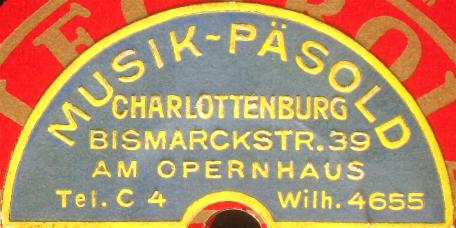 MUSIK-PÄSOLD
CHARLOTTENBURG
BISMARCKSTR. 39
AM OPERNHAUS
Tel. C 4 Wilh. 4655